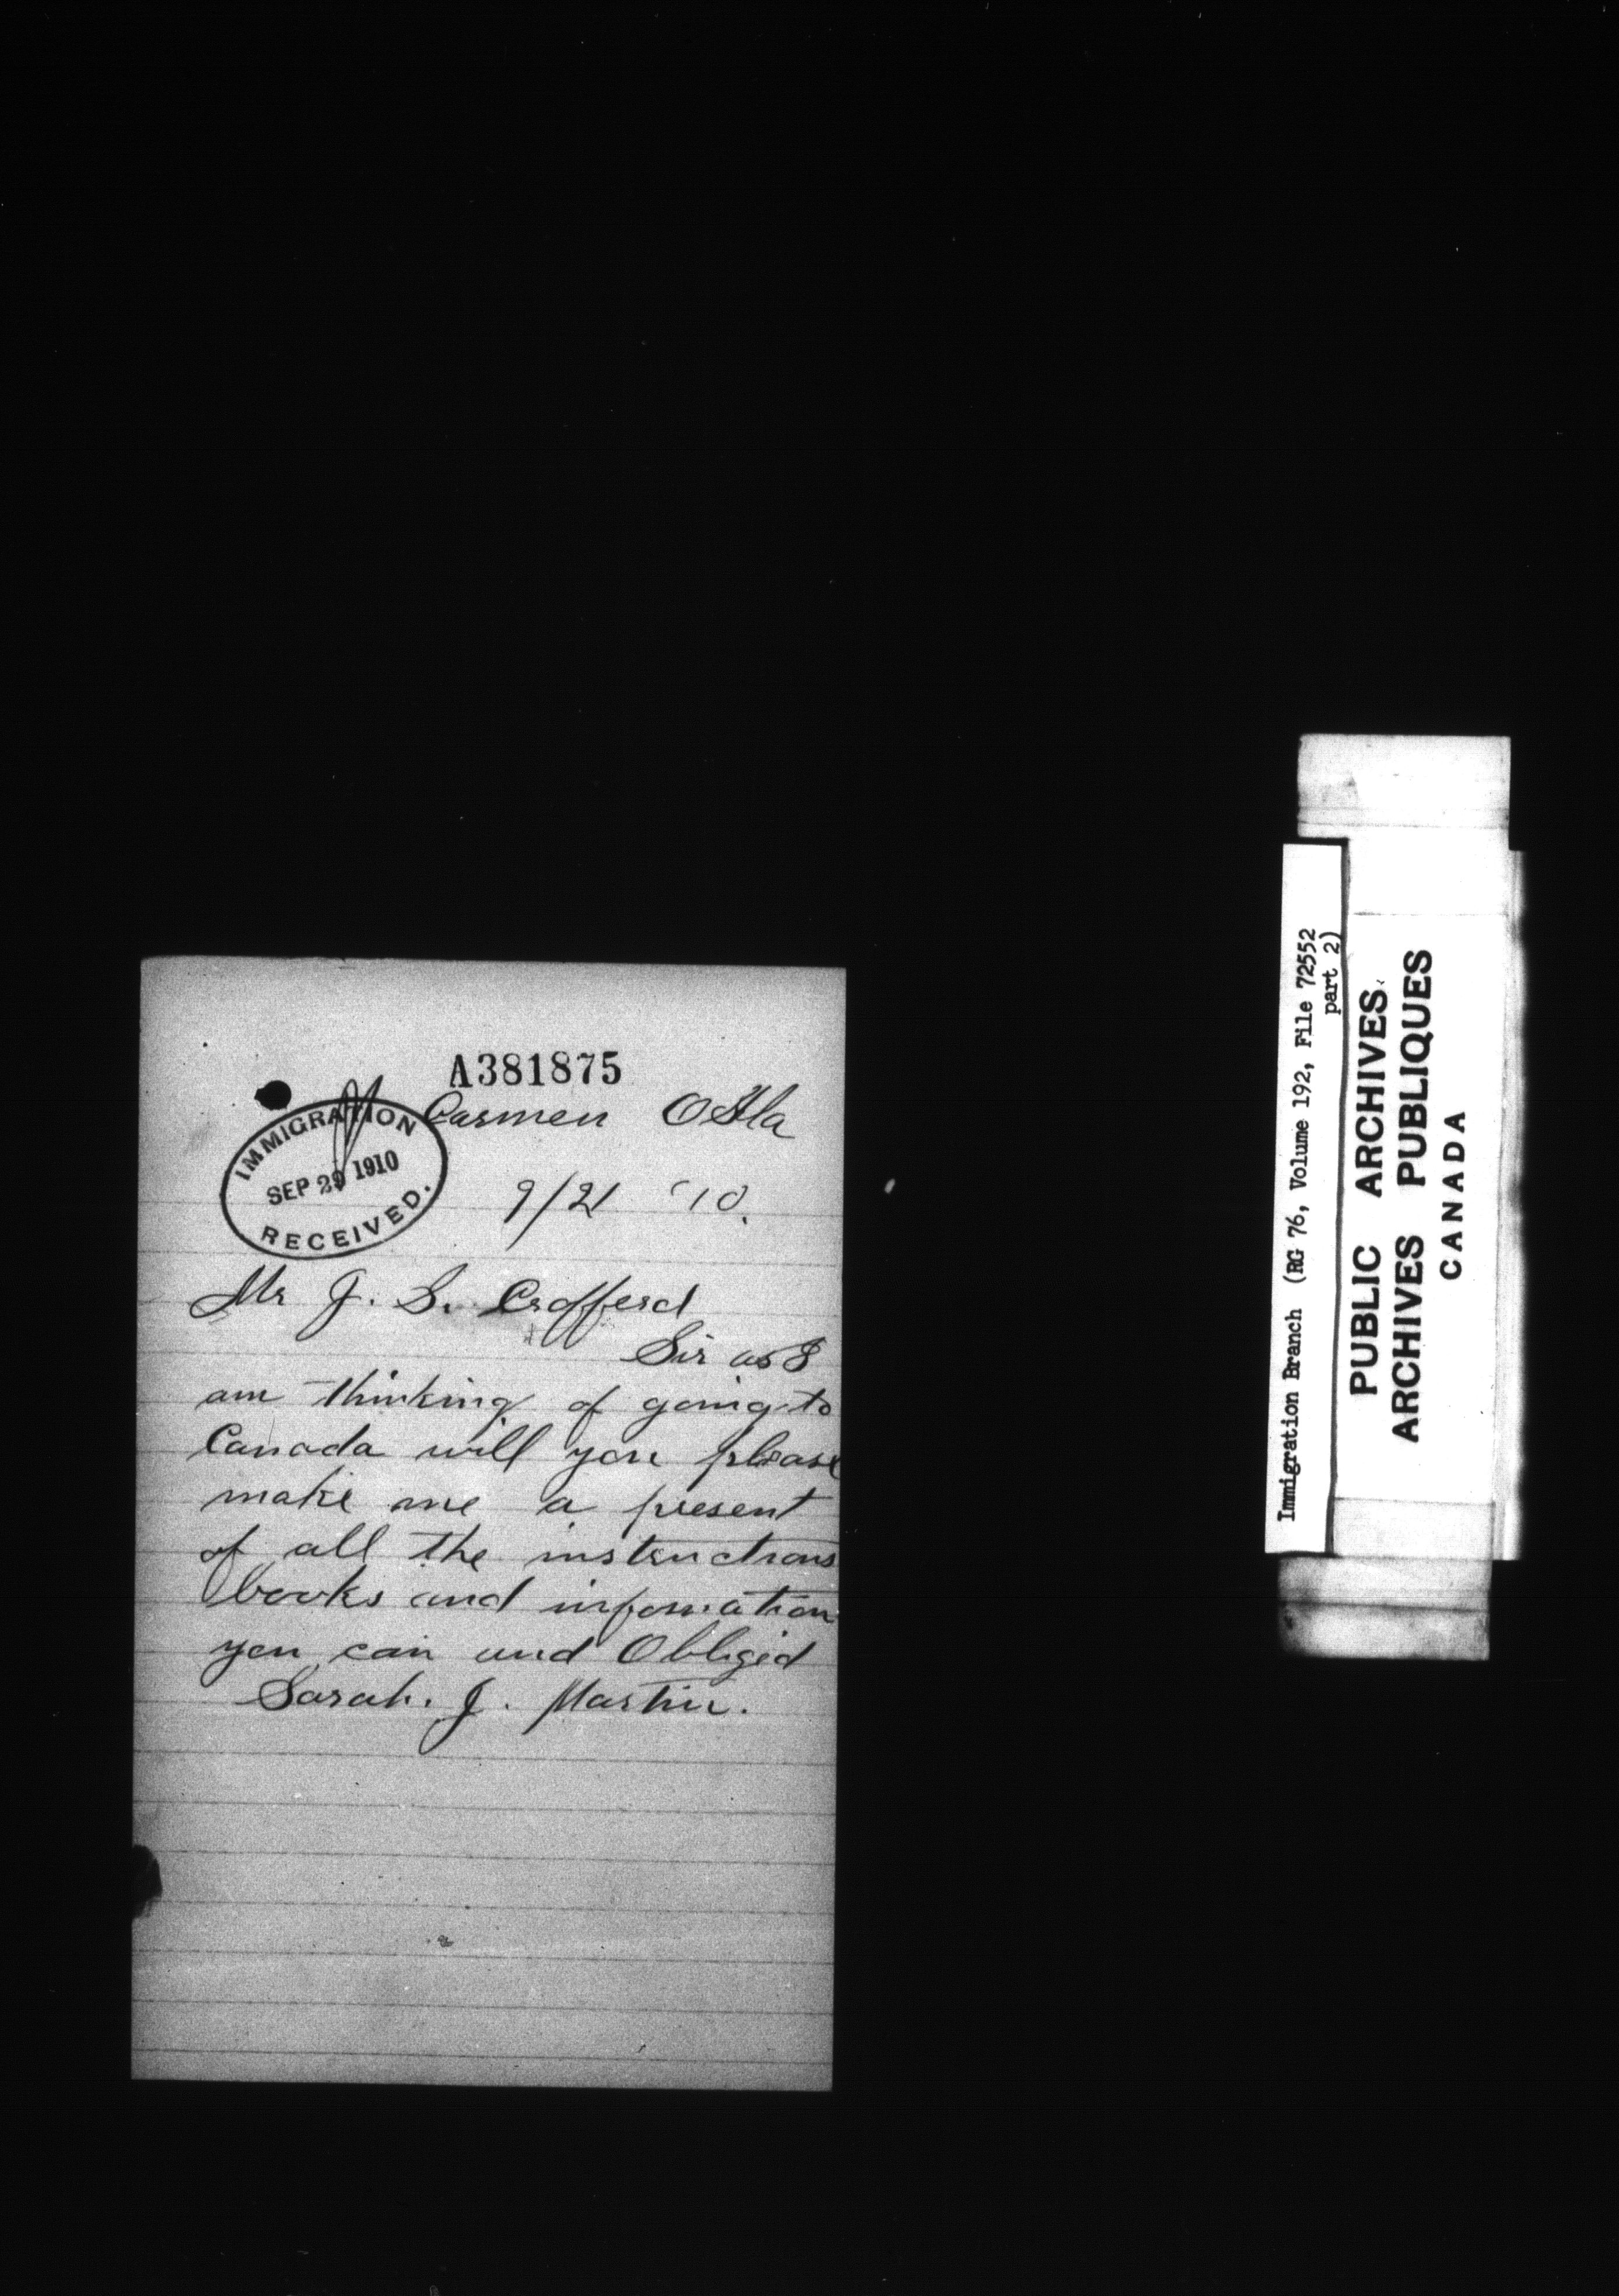 A381875
Carmen Okla
IMMIGRATION
SEP 29 1910
RECEIVED.
9/21 '10.
Mr J. S. Crofferd
Sir as I
am thinking of going to
Canada will you please
make me a present
of all the instructions
books and information
you can and Obliged
Sarah. J. Martin.
Immigration Branch (RG 76, Volume 192, File 72552
part 2)
PUBLIC ARCHIVES
ARCHIVES PUBLIQUES
CANADA